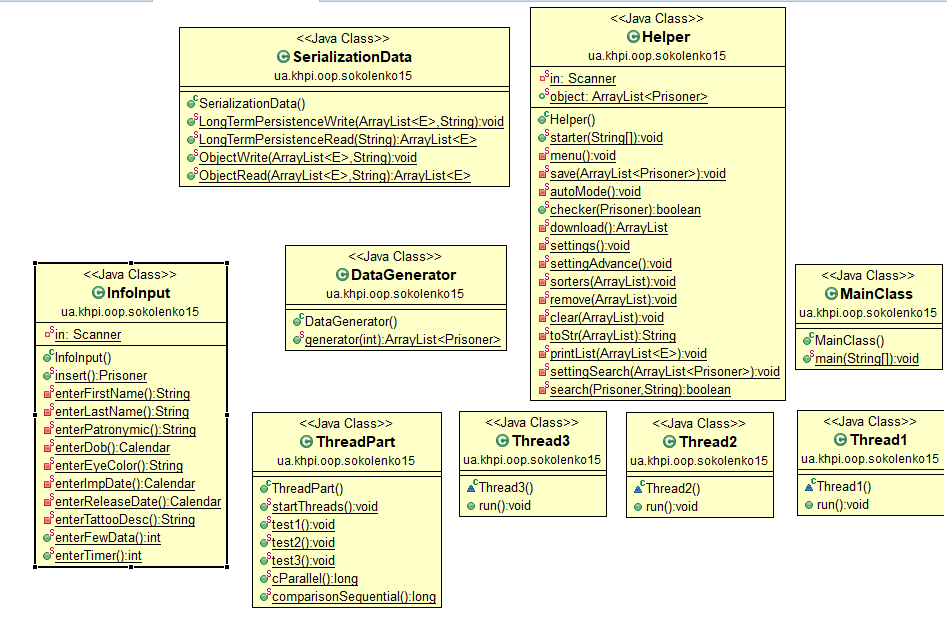 <<Java Class>>
SerializationData
ua.khpi.oop.sokolenko15
SerializationData()
LongTermPersistenceWrite(ArrayList<E>,String):void
LongTermPersistenceRead(String):ArrayList<E>
ObjectWrite(ArrayList<E>,String):void
ObjectRead(ArrayList<E>,String):ArrayList<E>
<<Java Class>>
Helper
ua.khpi.oop.sokolenko15
in: Scanner
object: ArrayList<Prisoner>
Helper()
starter(String[]):void
menu():void
save(ArrayList<Prisoner>):void
autoMode():void
checker(Prisoner):boolean
download():ArrayList
settings():void
settingAdvance():void
sorters(ArrayList):void
remove(ArrayList):void
clear(ArrayList):void
toStr(ArrayList):String
printList(ArrayList<E>):void
settingSearch(ArrayList<Prisoner>):void
search(Prisoner,String):boolean
<<Java Class>>
InfoInput
ua.khpi.oop.sokolenko15
in: Scanner
InfoInput()
insert():Prisoner
enterFirstName():String
enterLastName():String
enterPatronymic():String
enterDob():Calendar
enterEyeColor():String
enterImpDate():Calendar
enterReleaseDate():Calendar
enterTattooDesc():String
enterFewData():int
enterTimer():int
<<Java Class>>
DataGenerator
ua.khpi.oop.sokolenko15
DataGenerator()
generator(int):ArrayList<Prisoner>
<<Java Class>>
MainClass
ua.khpi.oop.sokolenko15
MainClass()
main(String[]):void
<<Java Class>>
ThreadPart
ua.khpi.oop.sokolenko15
ThreadPart()
startThreads():void
test1():void
test2():void
test3():void
cParallel():long
comparisonSequential():long
<<Java Class>>
Thread3
ua.khpi.oop.sokolenko15
Thread3()
run():void
<<Java Class>>
Thread2
ua.khpi.oop.sokolenko15
Thread2()
run():void
<<Java Class>>
Thread1
ua.khpi.oop.sokolenko15
Thread1()
run():void